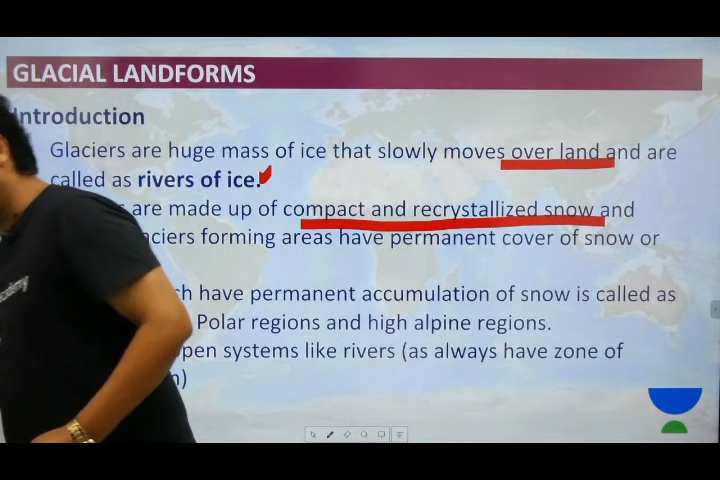 GLACIAL LANDFORMS
Introduction
Glaciers are huge mass of ice that slowly moves over land and are
called as rivers of ice.
are made up of compact and recrystallized snow and
forming areas have permanent cover of snow or
have permanent accumulation of snow is called as
Polar regions and high alpine regions.
systems like rivers (as always have zone of